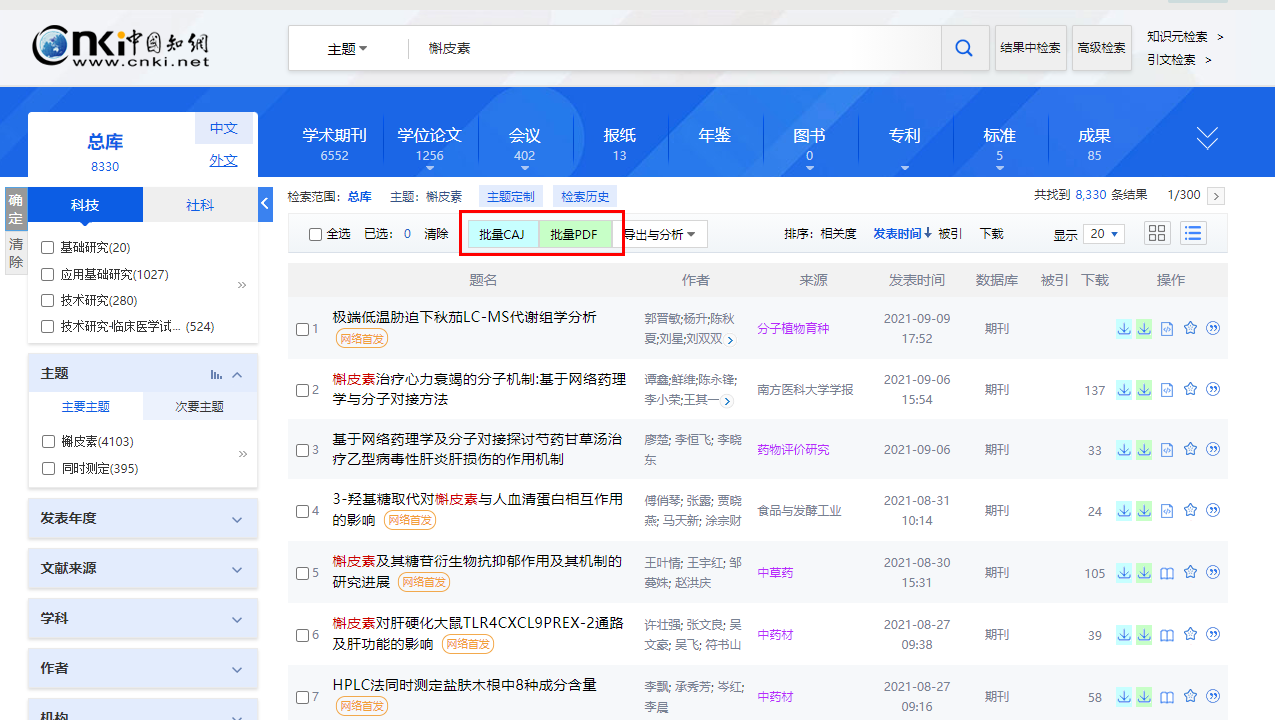 Cnki中国知網
www.cnki.net
主题 槲皮素
结果中检索 高级检索
知识元检索 >
引文检索 >
总库
8330
中文
外文
学术期刊 学位论文 会议 报纸 年鉴 图书 专利 标准 成果
6552 1256 402 13 0 5 85
确定
清除
科技 社科
基础研究(20)
应用基础研究(1027)
技术研究(280)
技术研究-临床医学试... (524)
主题
主要主题 次要主题
槲皮素(4103)
同时测定(395)
发表年度
文献来源
学科
作者
机构
检索范围: 总库 主题: 槲皮素 主题定制 检索历史 共找到 8,330 条结果 1/300
全选 已选: 0 清除 批量CAJ 批量PDF 导出与分析 排序: 相关度 发表时间↓ 被引 下载 显示 20
题名 作者 来源 发表时间 数据库 被引 下载 操作
1 极端低温胁迫下秋茄LC-MS代谢组学分析
网络首发
郭晋敏;杨升;陈秋
夏;刘星;刘双双
分子植物育种
2021-09-09
17:52
期刊
2 槲皮素治疗心力衰竭的分子机制:基于网络药理
学与分子对接方法
谭鑫;鲜维;陈永锋;
李小荣;王其一
南方医科大学学报
2021-09-06
15:54
期刊 137
3 基于网络药理学及分子对接探讨芍药甘草汤治
疗乙型病毒性肝炎肝损伤的作用机制
廖莛; 李恒飞; 李晓
东
药物评价研究
2021-09-06
期刊 33
4 3-羟基糖取代对槲皮素与人血清蛋白相互作用
的影响 网络首发
傅俏琴; 张露; 贾晓
燕; 马天新; 涂宗财
食品与发酵工业
2021-08-31
10:14
期刊 24
5 槲皮素及其糖苷衍生物抗抑郁作用及其机制的
研究进展 网络首发
王叶情; 王宇红; 邹
蔓姝; 赵洪庆
中草药
2021-08-30
15:31
期刊 105
6 槲皮素对肝硬化大鼠TLR4CXCL9PREX-2通路
及肝功能的影响 网络首发
许壮强; 张文良; 吴
文豪; 吴飞; 符书山
中药材
2021-08-27
09:38
期刊 39
7 HPLC法同时测定盐肤木根中8种成分含量
网络首发
李飘; 承秀芳; 岑红;
李晨
中药材
2021-08-27
09:16
期刊 58